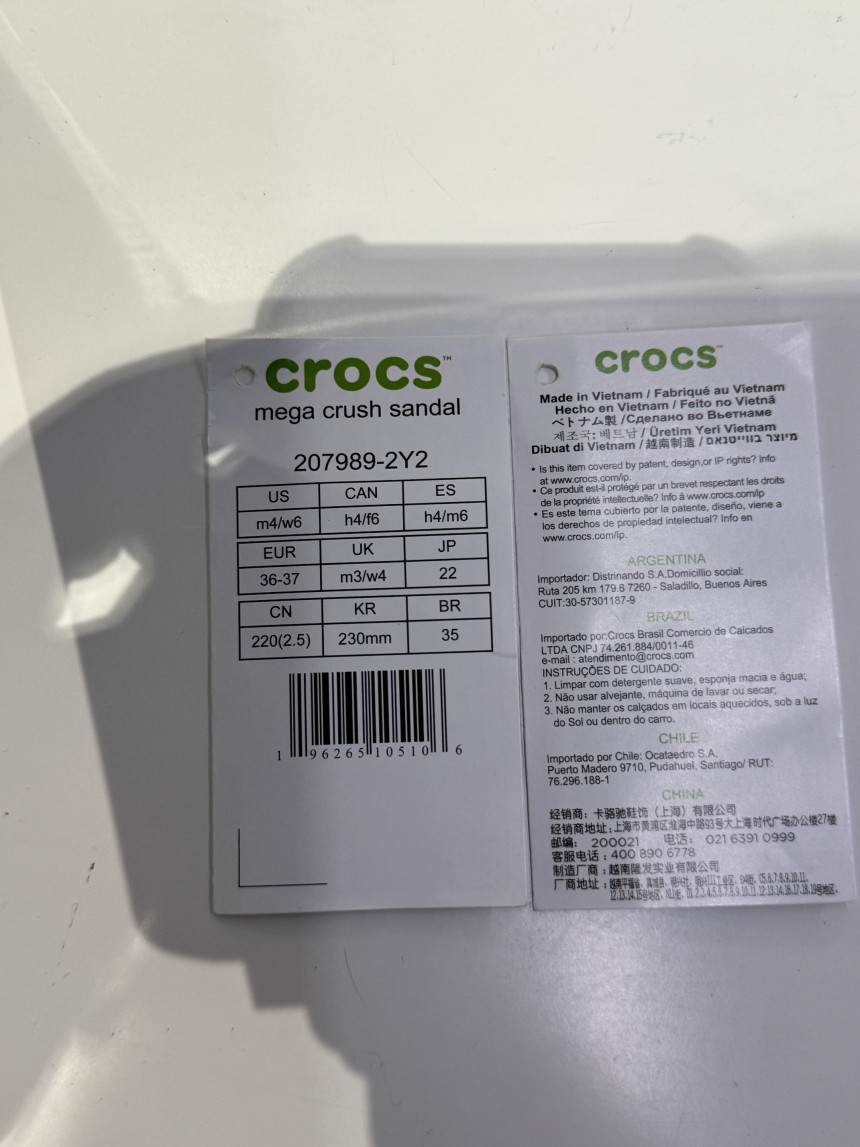 crocs™
mega crush sandal
207989-2Y2
US CAN ES
m4/w6 h4/f6 h4/m6
EUR UK JP
36-37 m3/w4 22
CN KR BR
220(2.5) 230mm 35
1 96265 10510 6
crocs™
Made in Vietnam / Fabriqué au Vietnam
Hecho en Vietnam / Feito no Vietnã
ベトナム製 /Сделано во Вьетнаме
제조국: 베트남 / Üretim Yeri Vietnam
Dibuat di Vietnam / 越南制造 / מיוצר בווייטנאם
• Is this item covered by patent, design,or IP rights? Info
at www.crocs.com/ip.
• Ce produit est-il protégé par un brevet respectant les droits
de la propriété intellectuelle? Info à www.crocs.com/ip
• Es este tema cubierto por la patente, diseño, viene a
los derechos de propiedad intelectual? Info en
www.crocs.com/ip.
ARGENTINA
Importador: Distrinando S.A.Domicillio social:
Ruta 205 km 179.6 7260 - Saladillo, Buenos Aires
CUIT:30-57301187-9
BRAZIL
Importado por:Crocs Brasil Comercio de Calcados
LTDA CNPJ 74.261.884/0011-46
e-mail : atendimento@crocs.com
INSTRUÇÕES DE CUIDADO:
1. Limpar com detergente suave, esponja macia e água;
2. Não usar alvejante, máquina de lavar ou secar;
3. Não manter os calçados em locais aquecidos, sob a luz
do Sol ou dentro do carro.
CHILE
Importado por Chile: Ocataedro S.A.
Puerto Madero 9710, Pudahuel, Santiago/ RUT:
76.296.188-1
CHINA
经销商：卡骆驰鞋饰（上海）有限公司
经销商地址：上海市黄浦区淮海中路93号大上海时代广场办公楼27楼
邮编： 200021 电话： 021 6391 0999
客服电话：400 890 6778
制造厂商：越南隆发实业有限公司
厂商地址：